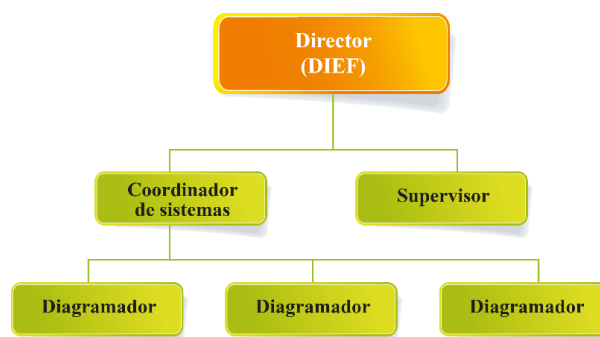 Director
(DIEF)
Coordinador
de sistemas
Supervisor
Diagramador
Diagramador
Diagramador